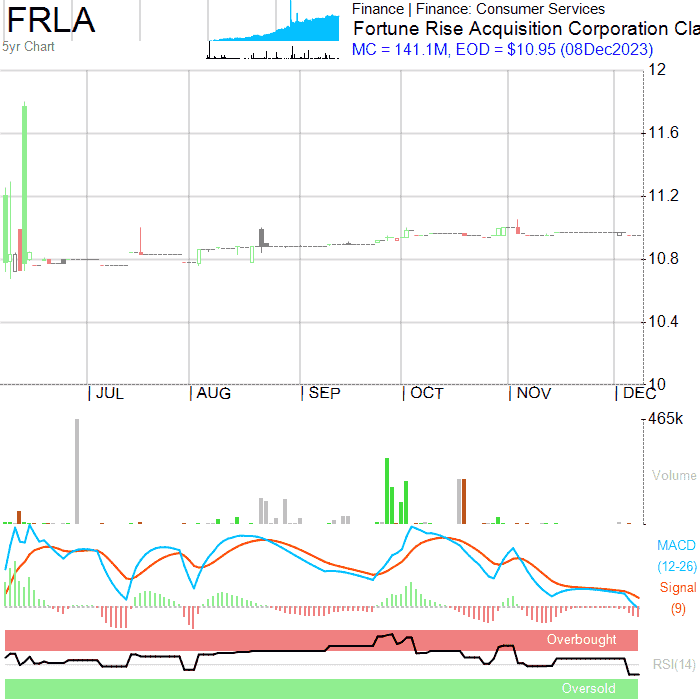 FRLA
5yr Chart
Finance | Finance: Consumer Services
Fortune Rise Acquisition Corporation Cla
MC = 141.1M, EOD = $10.95 (08Dec2023)
12
11.6
11.2
10.8
10.4
10
| JUL | AUG | SEP | OCT | NOV | DEC
465k
Volume
MACD
(12-26)
Signal
(9)
Overbought
RSI(14)
Oversold